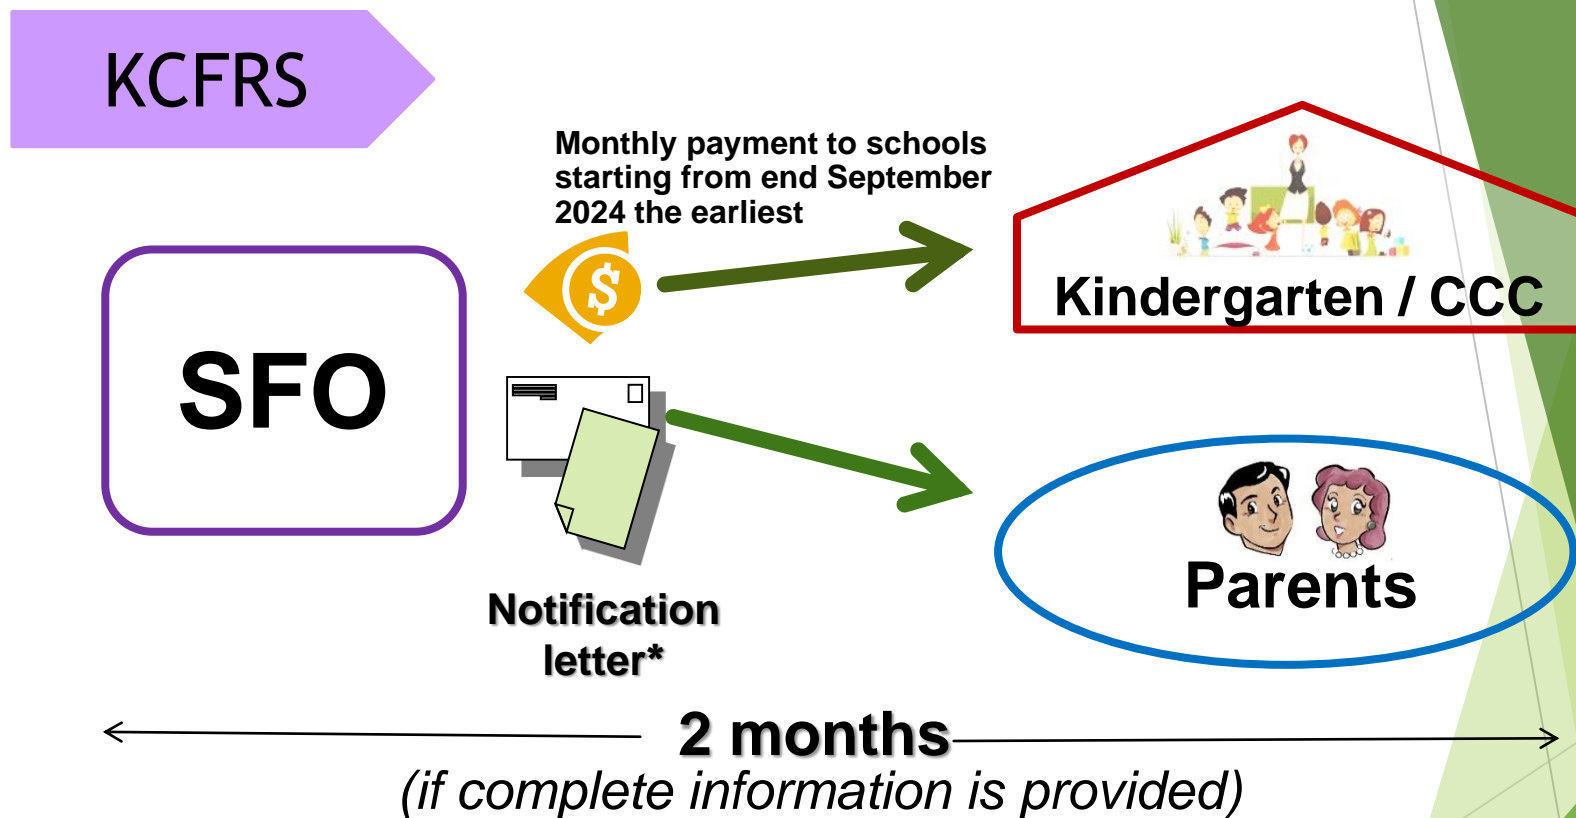 KCFRS
Monthly payment to schools
starting from end September
2024 the earliest
$
Kindergarten / CCC
SFO
Parents
Notification
letter*
2 months
(if complete information is provided)